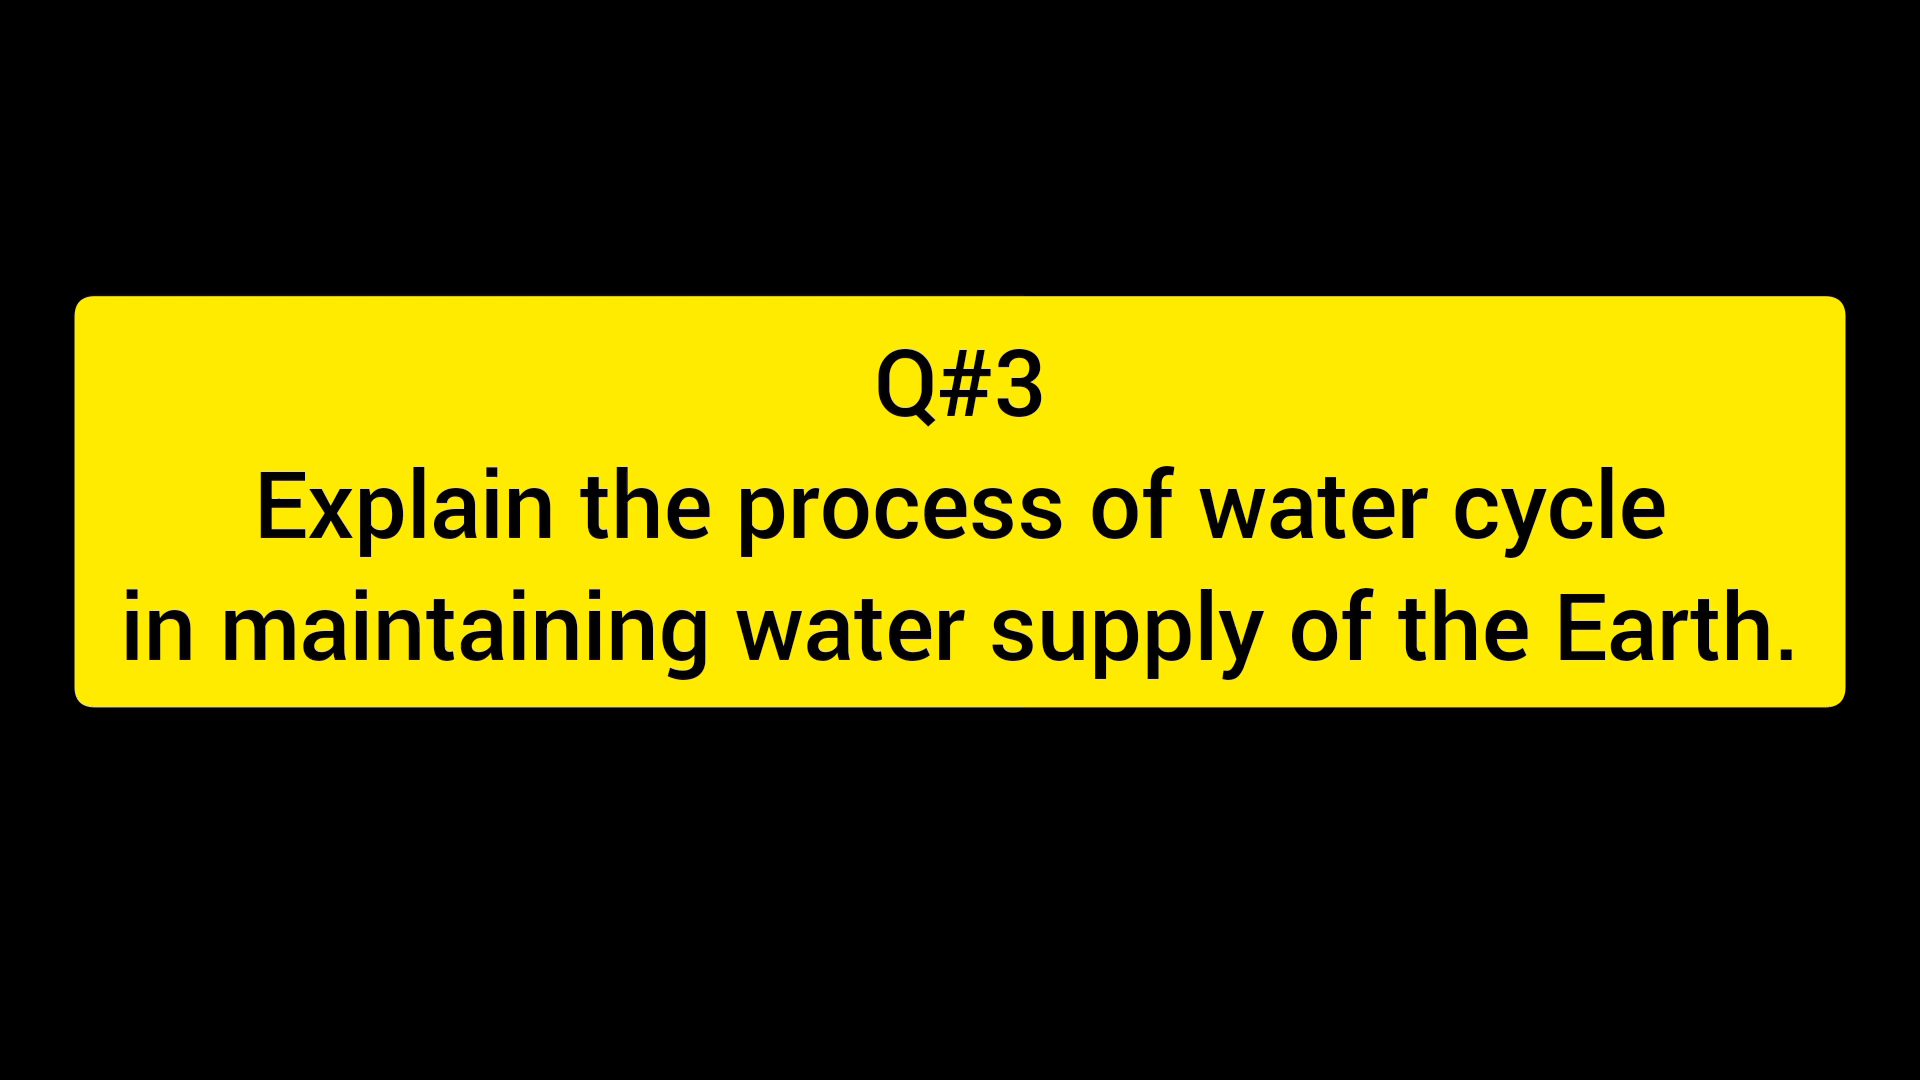 Q#3
Explain the process of water cycle
in maintaining water supply of the Earth.